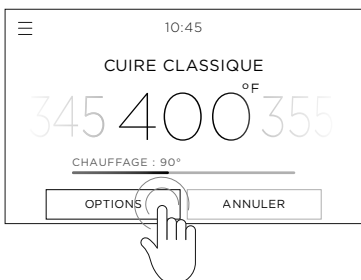 10:45
CUIRE CLASSIQUE
345 400°F 355
CHAUFFAGE : 90°
OPTIONS ANNULER